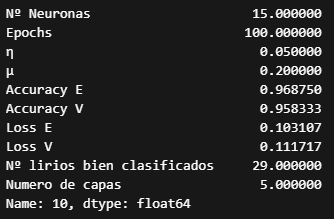 Nº Neuronas 15.000000
Epochs 100.000000
η 0.050000
μ 0.200000
Accuracy E 0.968750
Accuracy V 0.958333
Loss E 0.103107
Loss V 0.111717
Nº lirios bien clasificados 29.000000
Numero de capas 5.000000
Name: 10, dtype: float64